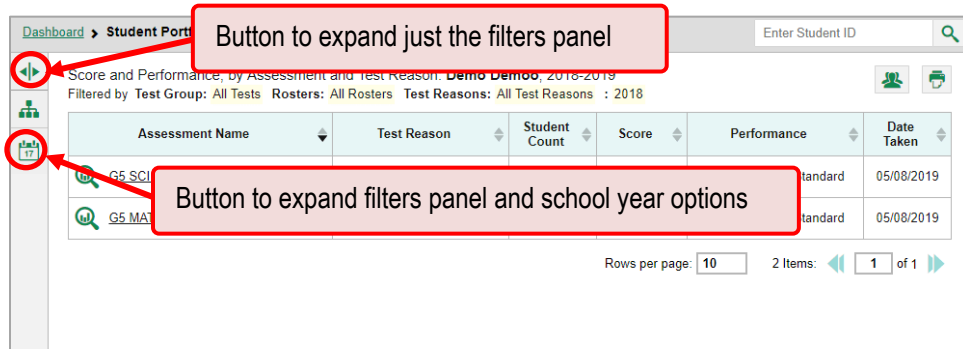 Dashboard > Student Portf
Button to expand just the filters panel
Enter Student ID
Score and Performance, by Assessment and Test Reason: Demo Demoo, 2018-2019
Filtered by Test Group: All Tests Rosters: All Rosters Test Reasons: All Test Reasons : 2018
17
Assessment Name Test Reason Student Count Score Performance Date Taken
G5 SCI tandard 05/08/2019
Button to expand filters panel and school year options
G5 MAT tandard 05/08/2019
Rows per page: 10 2 Items: 1 of 1